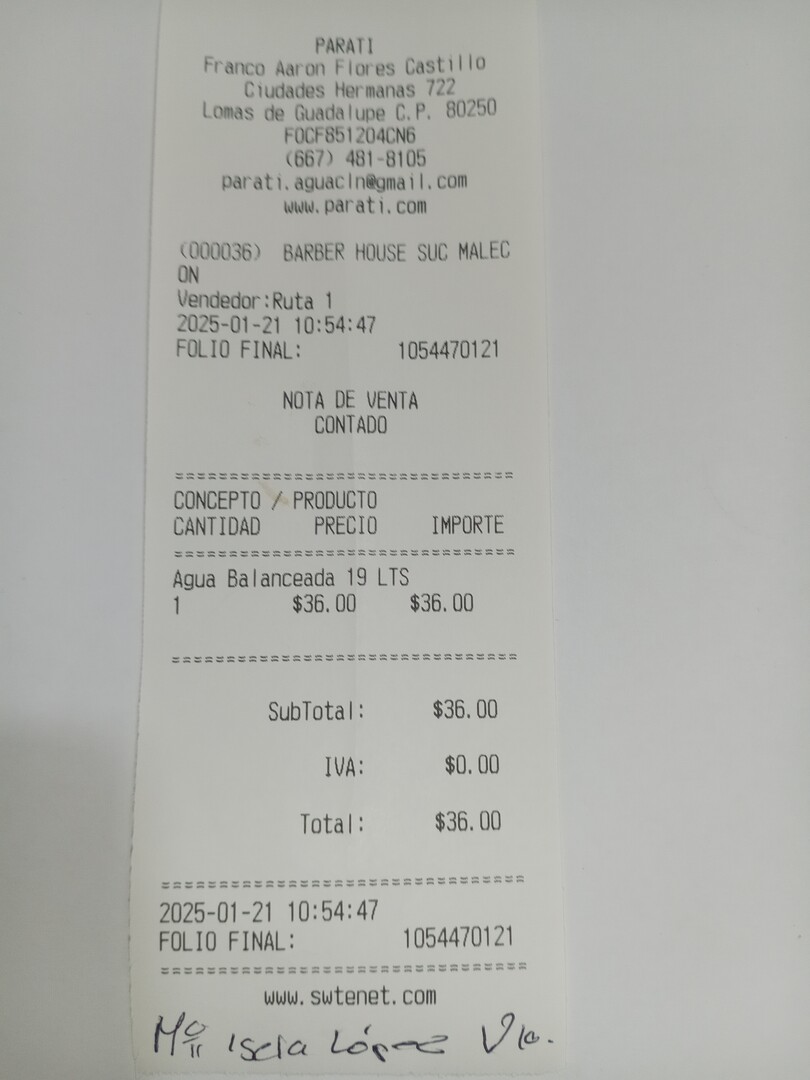 PARATI
Franco Aaron Flores Castillo
Ciudades Hermanas 722
Lomas de Guadalupe C.P. 80250
FOCF851204CN6
(667) 481-8105
parati.aguacln@gmail.com
www.parati.com
(000036) BARBER HOUSE SUC MALEC
ON
Vendedor:Ruta 1
2025-01-21 10:54:47
FOLIO FINAL: 1054470121
NOTA DE VENTA
CONTADO
================================
CONCEPTO / PRODUCTO
CANTIDAD PRECIO IMPORTE
================================
Agua Balanceada 19 LTS
1 $36.00 $36.00
================================
SubTotal: $36.00
IVA: $0.00
Total: $36.00
================================
2025-01-21 10:54:47
FOLIO FINAL: 1054470121
================================
www.swtenet.com
Mª Isela López